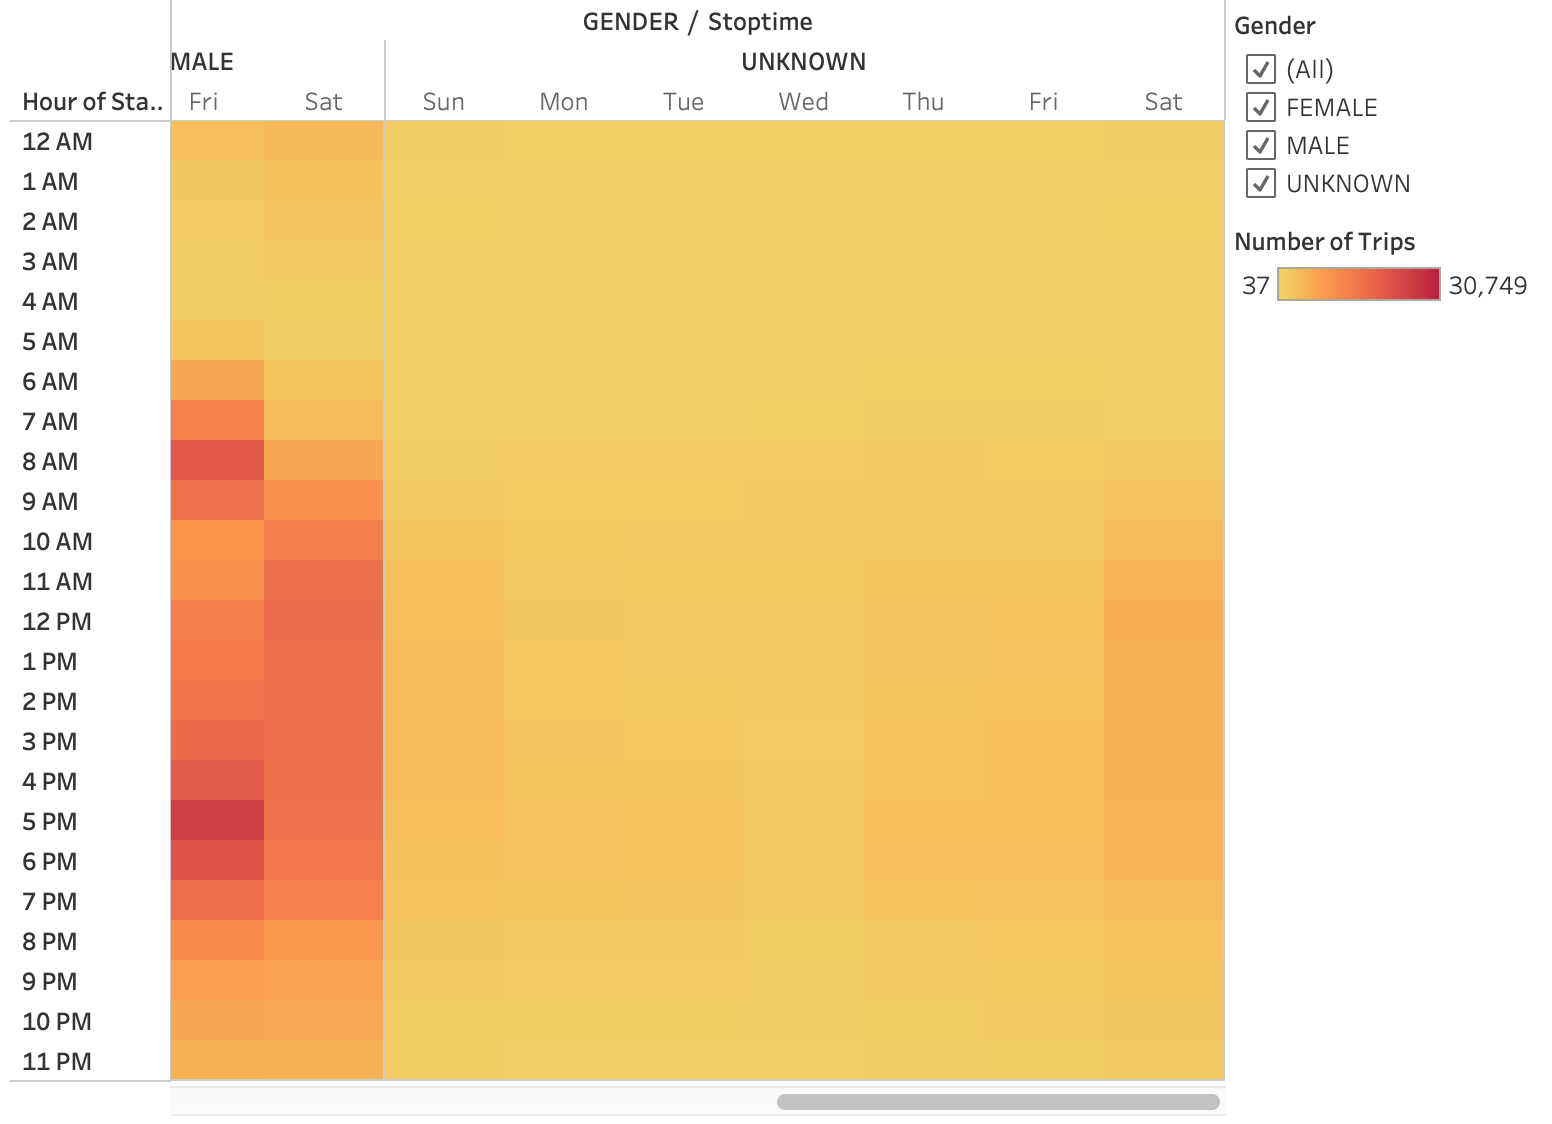 GENDER / Stoptime
MALE UNKNOWN
Hour of Sta.. Fri Sat Sun Mon Tue Wed Thu Fri Sat
12 AM
1 AM
2 AM
3 AM
4 AM
5 AM
6 AM
7 AM
8 AM
9 AM
10 AM
11 AM
12 PM
1 PM
2 PM
3 PM
4 PM
5 PM
6 PM
7 PM
8 PM
9 PM
10 PM
11 PM
Gender
(All)
FEMALE
MALE
UNKNOWN
Number of Trips
37 30,749